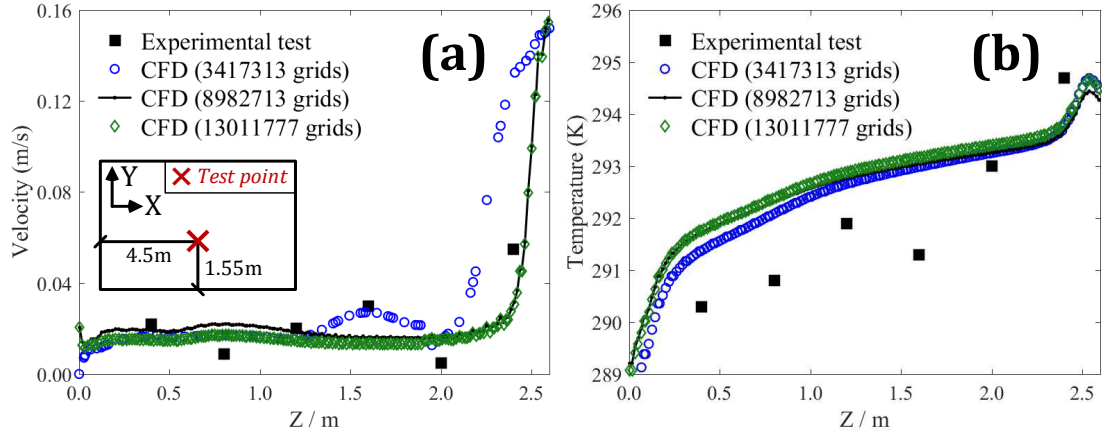 0.16
0.12
0.08
0.04
0.00
Velocity (m/s)
Experimental test
CFD (3417313 grids)
CFD (8982713 grids)
CFD (13011777 grids)
(a)
Y
X
Test point
4.5m
1.55m
0.0 0.5 1.0 1.5 2.0 2.5
Z / m
296
295
294
293
292
291
290
289
Temperature (K)
Experimental test
CFD (3417313 grids)
CFD (8982713 grids)
CFD (13011777 grids)
(b)
0.0 0.5 1.0 1.5 2.0 2.5
Z / m